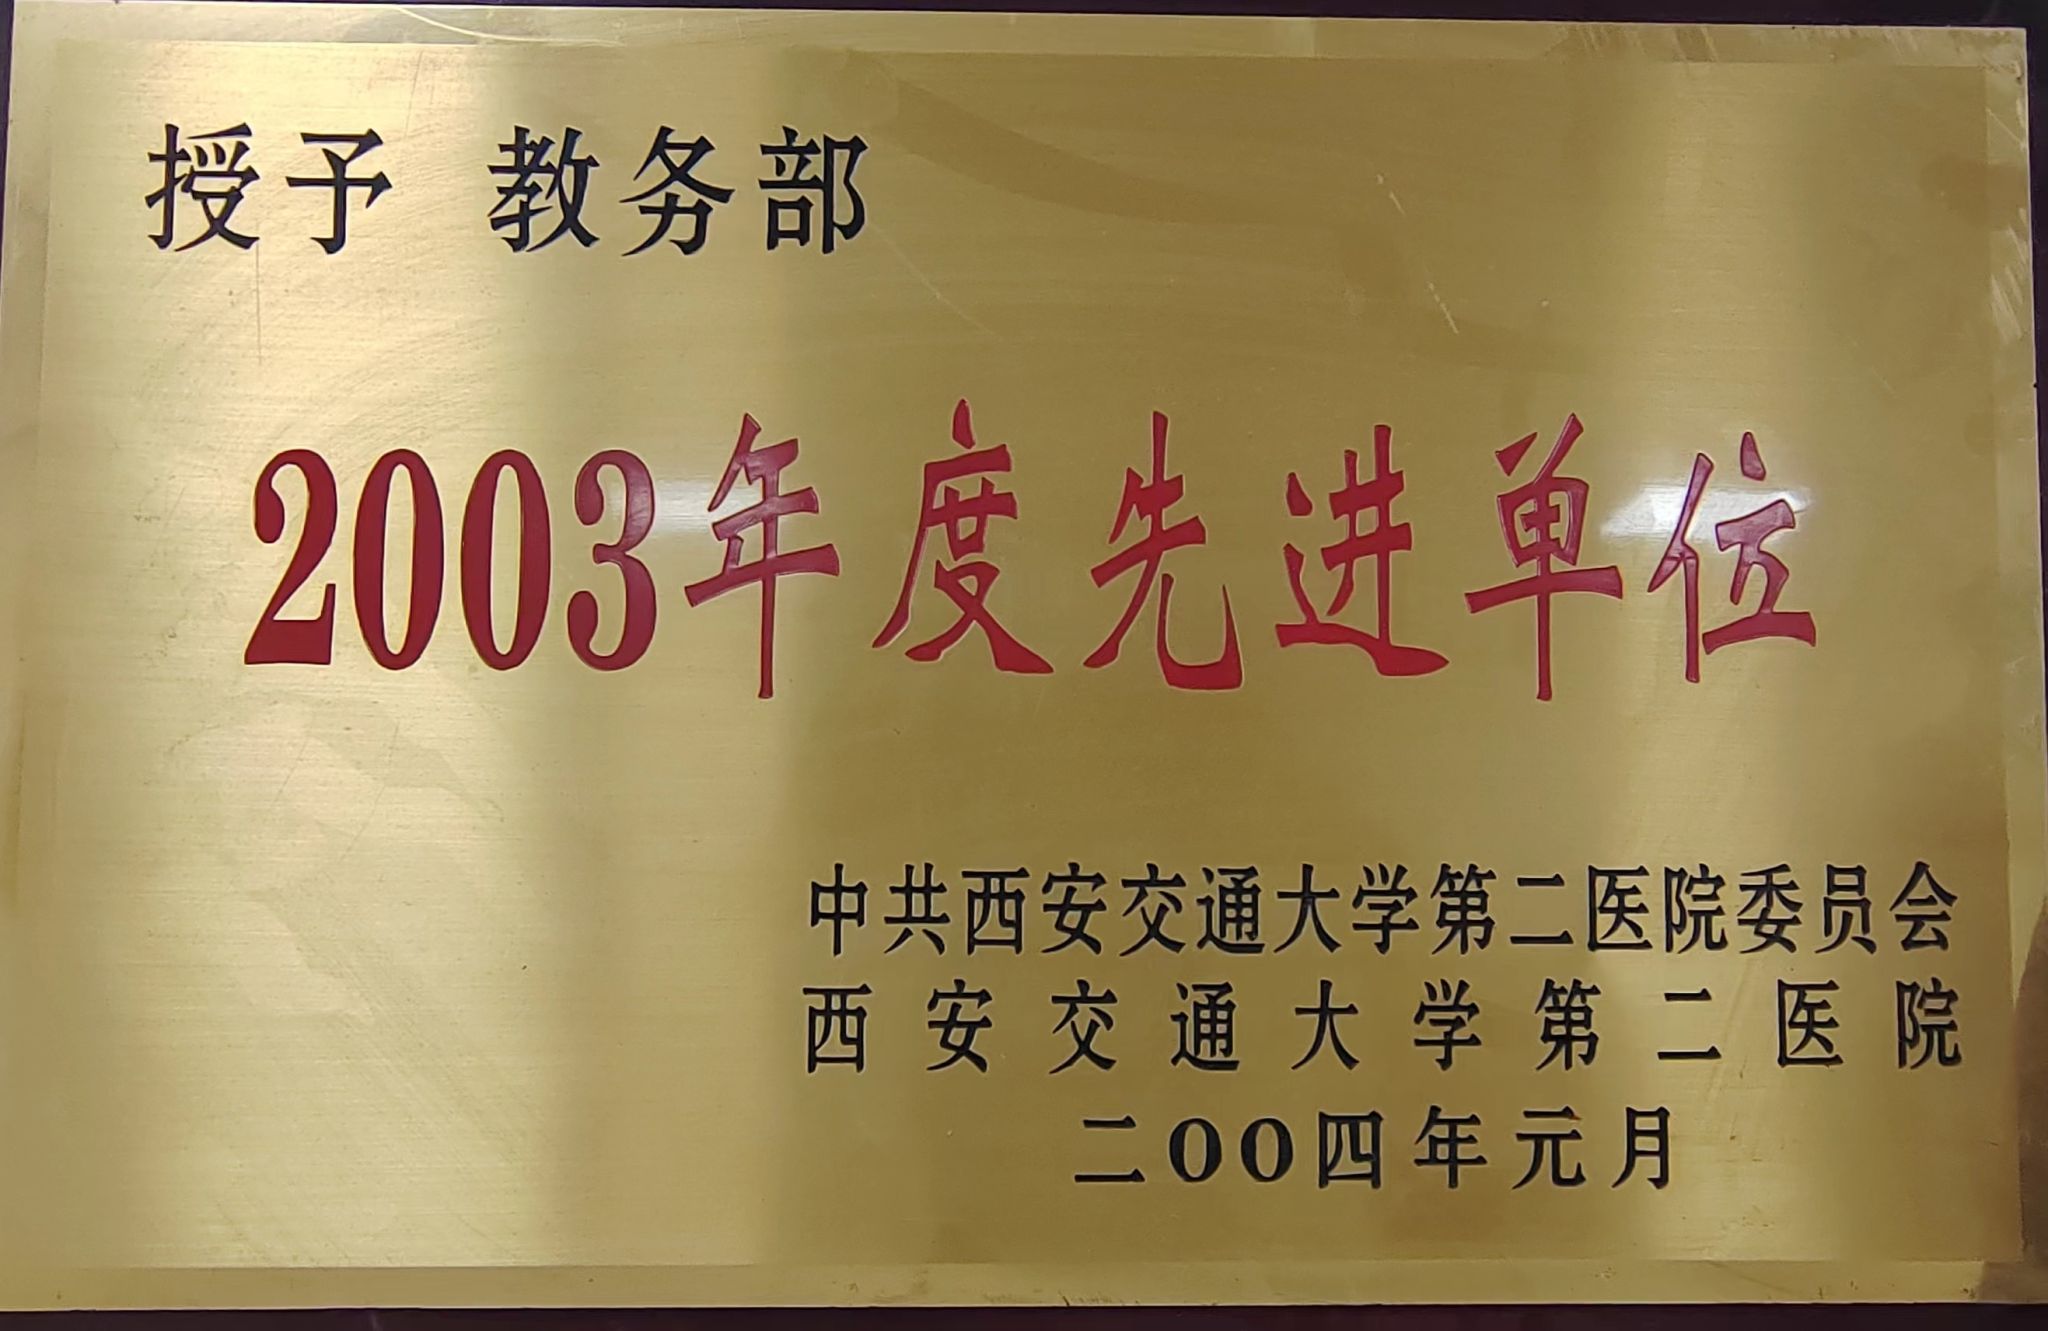 授予 教务部
2003年度先进单位
中共西安交通大学第二医院委员会
西安交通大学第二医院
二OO四年元月